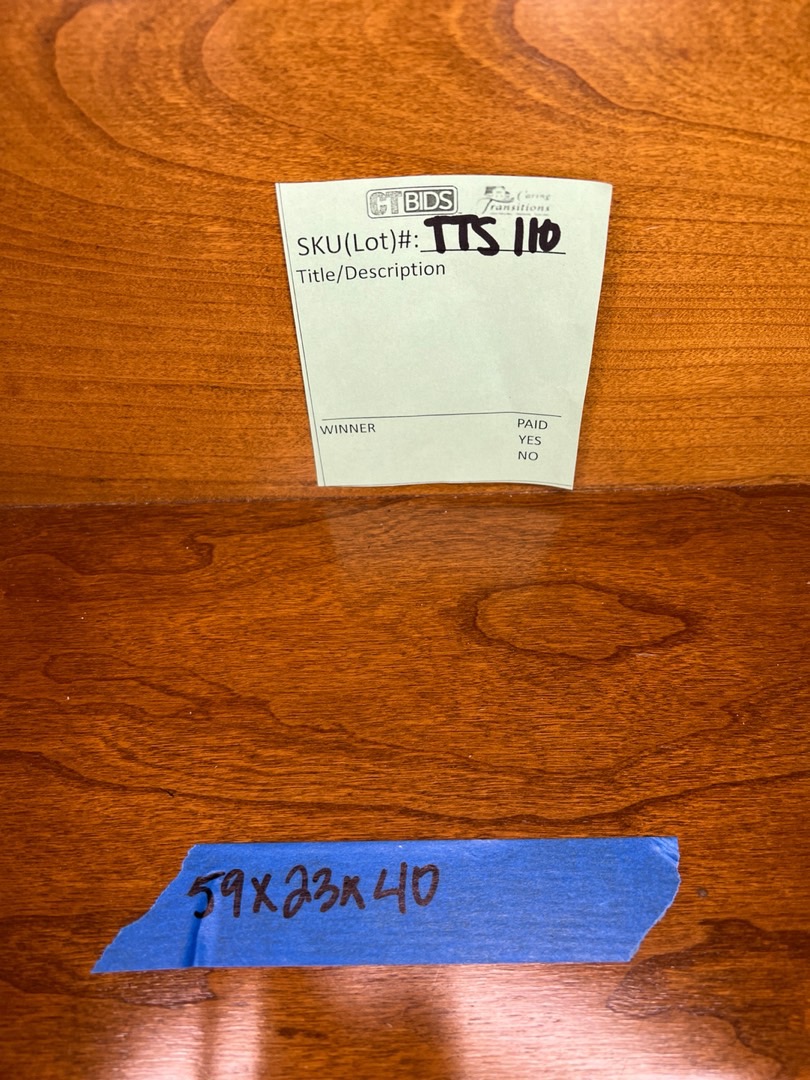 CTBIDS
Caring
Transitions
SKU(Lot)#: TTS 110
Title/Description
WINNER
PAID
YES
NO
59x23x40